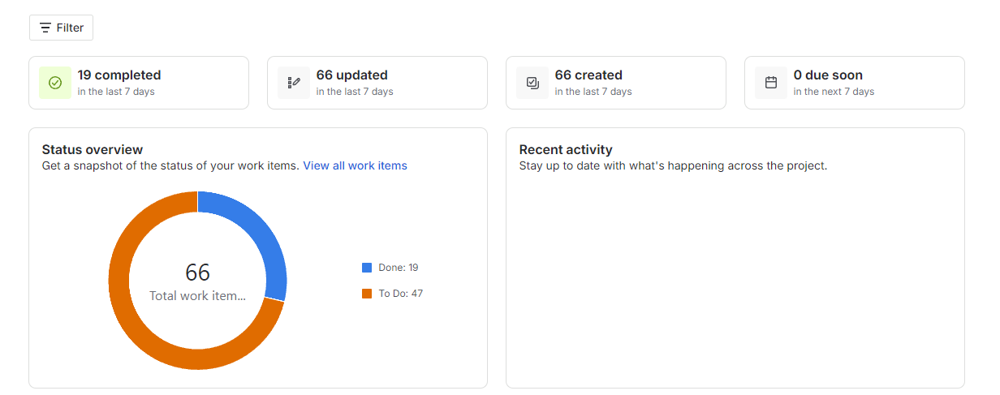 Filter
19 completed
in the last 7 days
66 updated
in the last 7 days
66 created
in the last 7 days
0 due soon
in the next 7 days
Status overview
Get a snapshot of the status of your work items. View all work items
66
Total work item...
Done: 19
To Do: 47
Recent activity
Stay up to date with what's happening across the project.